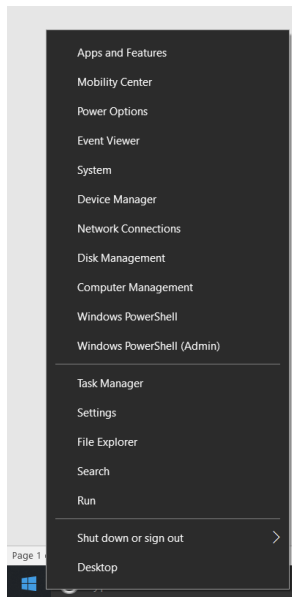 Apps and Features
Mobility Center
Power Options
Event Viewer
System
Device Manager
Network Connections
Disk Management
Computer Management
Windows PowerShell
Windows PowerShell (Admin)
Task Manager
Settings
File Explorer
Search
Run
Shut down or sign out
Page 1
Desktop